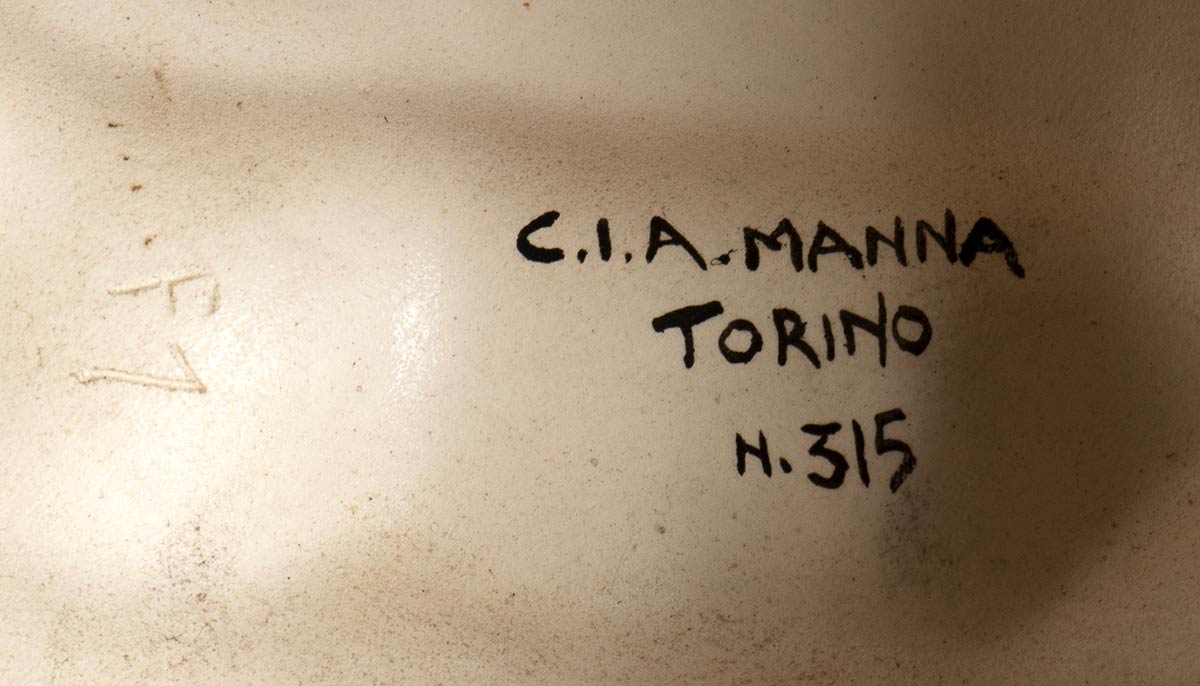 C.I.A. MANNA
TORINO
N. 315